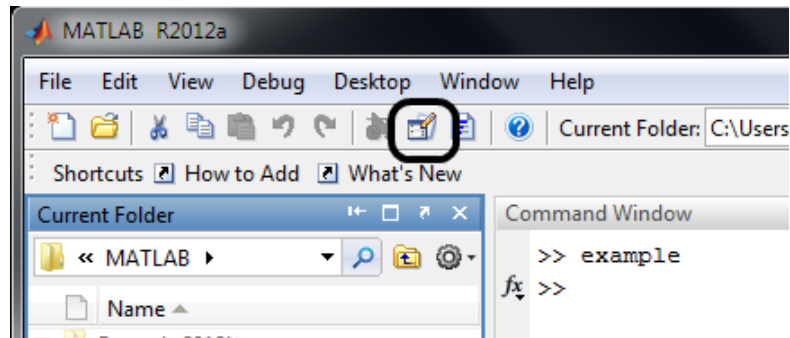 MATLAB R2012a
File Edit View Debug Desktop Window Help
Current Folder: C:\Users
Shortcuts How to Add What's New
Current Folder
Command Window
« MATLAB
>> example
fx >>
Name